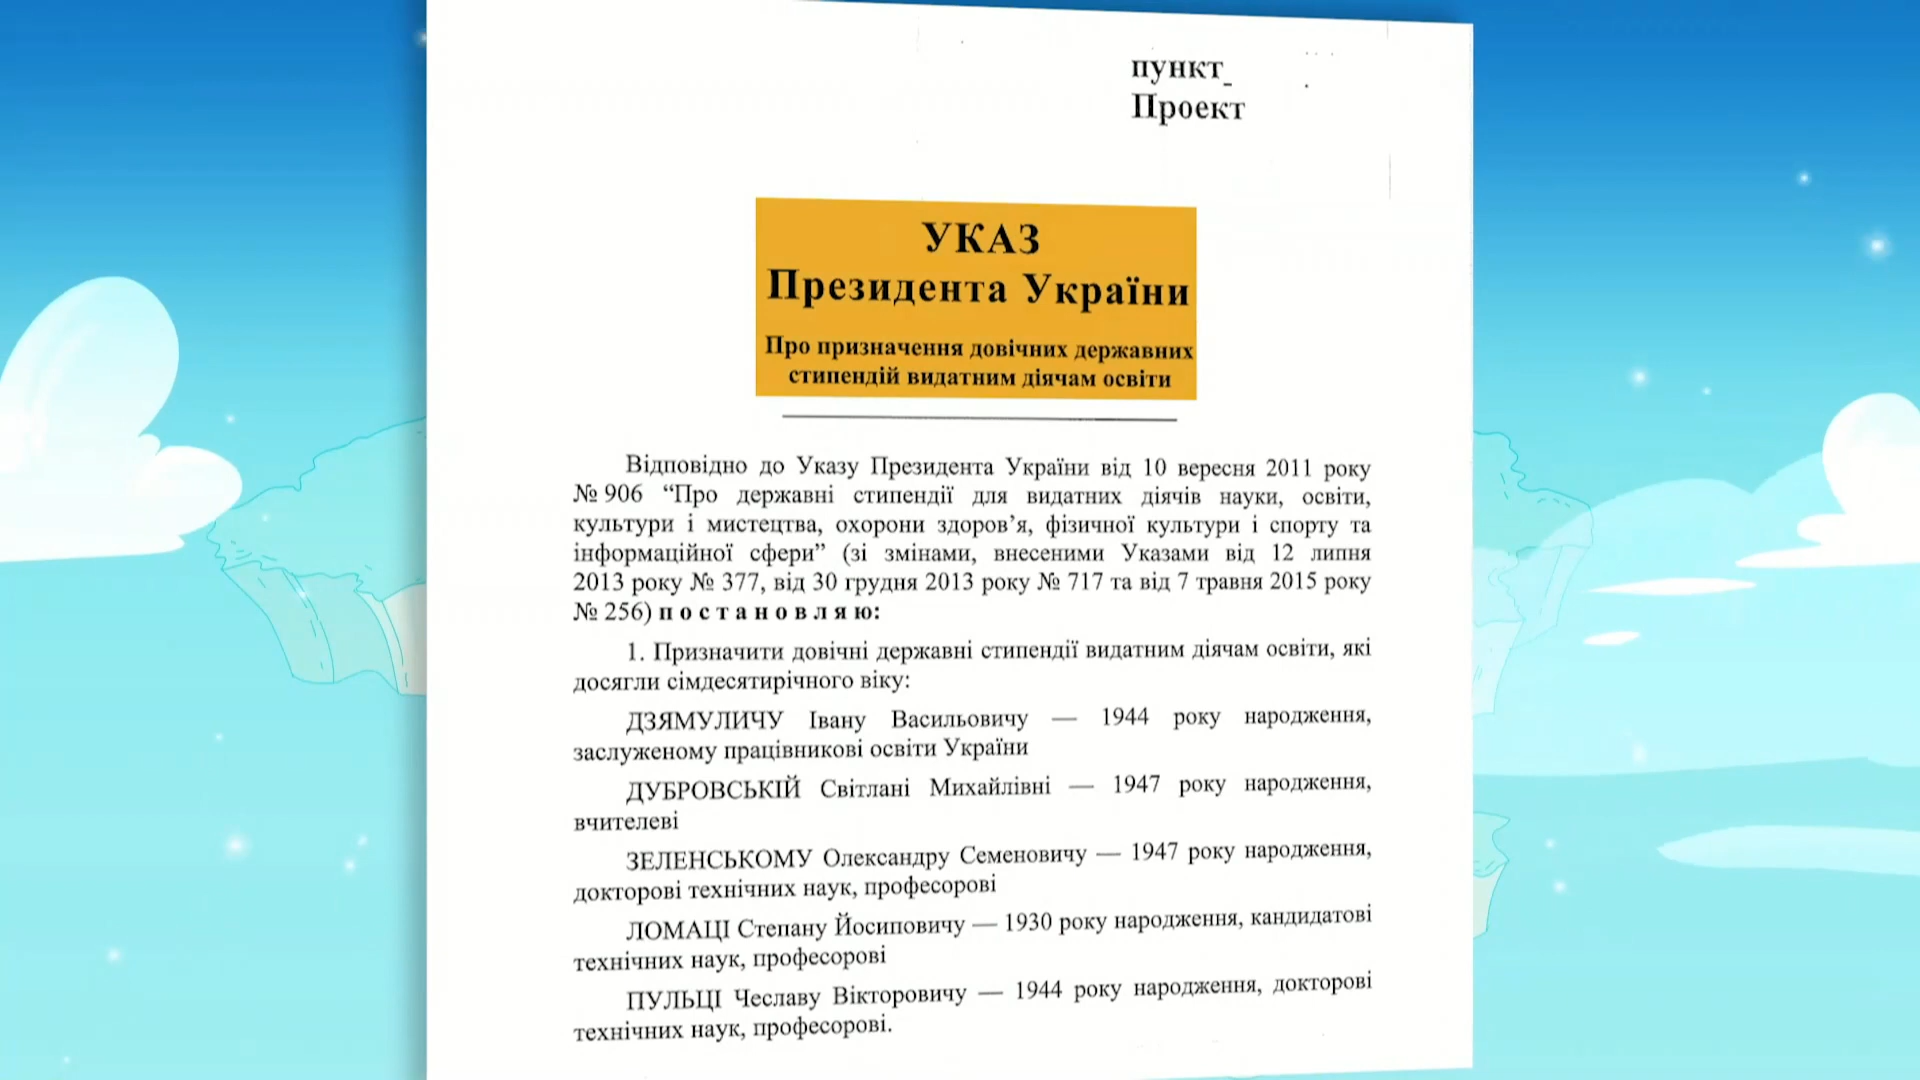 пункт_
Проект
УКАЗ
Президента України
Про призначення довічних державних
стипендій видатним діячам освіти
Відповідно до Указу Президента України від 10 вересня 2011 року
№ 906 “Про державні стипендії для видатних діячів науки, освіти,
культури і мистецтва, охорони здоров’я, фізичної культури і спорту та
інформаційної сфери” (зі змінами, внесеними Указами від 12 липня
2013 року № 377, від 30 грудня 2013 року № 717 та від 7 травня 2015 року
№ 256) п о с т а н о в л я ю:
1. Призначити довічні державні стипендії видатним діячам освіти, які
досягли сімдесятирічного віку:
ДЗЯМУЛИЧУ Івану Васильовичу — 1944 року народження,
заслуженому працівникові освіти України
ДУБРОВСЬКІЙ Світлані Михайлівні — 1947 року народження,
вчителеві
ЗЕЛЕНСЬКОМУ Олександру Семеновичу — 1947 року народження,
докторові технічних наук, професорові
ЛОМАЦІ Степану Йосиповичу — 1930 року народження, кандидатові
технічних наук, професорові
ПУЛЬЦІ Чеславу Вікторовичу — 1944 року народження, докторові
технічних наук, професорові.